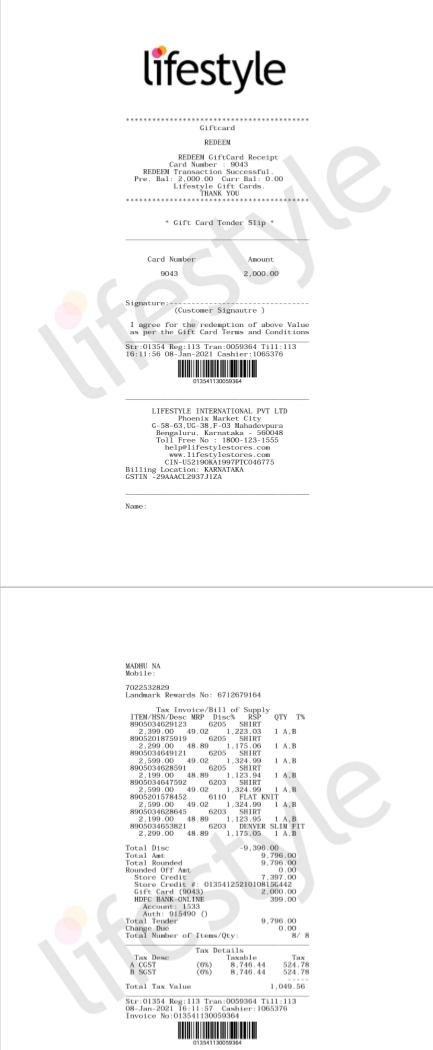 lifestyle
******************************************
Giftcard
REDEEM
REDEEM GiftCard Receipt
Card Number : 9043
REDEEM Transaction Successful.
Pre. Bal: 2,000.00 Curr Bal: 0.00
Lifestyle Gift Cards.
THANK YOU
******************************************
* Gift Card Tender Slip *
Card Number Amount
9043 2,000.00
Signature:--------------------------------
(Customer Signautre )
I agree for the redemption of above Value
as per the Gift Card Terms and Conditions
Str:01354 Reg:113 Tran:0059364 Till:113
16:11:56 08-Jan-2021 Cashier:1065376
013541130059364
LIFESTYLE INTERNATIONAL PVT LTD
Phoenix Market City
G-58-63,UG-38,F-03 Mahadevpura
Bengaluru, Karnataka - 560048
Toll Free No : 1800-123-1555
help@lifestylestores.com
www.lifestylestores.com
CIN-U52190KA1997PTC046775
Billing Location: KARNATAKA
GSTIN -29AAACL2937J1ZA
Name:
MADHU NA
Mobile:
7022532829
Landmark Rewards No: 6712679164
Tax Invoice/Bill of Supply
ITEM/HSN/Desc MRP Disc% RSP QTY T%
8905034629123 6205 SHIRT
2,399.00 49.02 1,223.03 1 A,B
8905201875919 6205 SHIRT
2,299.00 48.89 1,175.06 1 A,B
8905034649121 6205 SHIRT
2,599.00 49.02 1,324.99 1 A,B
8905034628591 6205 SHIRT
2,199.00 48.89 1,123.94 1 A,B
8905034647592 6203 SHIRT
2,599.00 49.02 1,324.99 1 A,B
8905201578452 6110 FLAT KNIT
2,599.00 49.02 1,324.99 1 A,B
8905034628645 6203 SHIRT
2,199.00 48.89 1,123.95 1 A,B
8905034653821 6203 DENVER SLIM FIT
2,299.00 48.89 1,175.05 1 A,B
Total Disc -9,396.00
Total Amt 9,796.00
Total Rounded 9,796.00
Rounded Off Amt 0.00
Store Credit 7,397.00
Store Credit #: 01354125210108156442
Gift Card (9043) 2,000.00
HDFC BANK-ONLINE 399.00
Account: 1533
Auth: 915490 ()
Total Tender 9,796.00
Change Due 0.00
Total Number of Items/Qty: 8/ 8
Tax Details
Tax Desc Taxable Tax
A CGST (6%) 8,746.44 524.78
B SGST (6%) 8,746.44 524.78
-----
Total Tax Value 1,049.56
Str:01354 Reg:113 Tran:0059364 Till:113
08-Jan-2021 16:11:57 Cashier:1065376
Invoice No:013541130059364
013541130059364